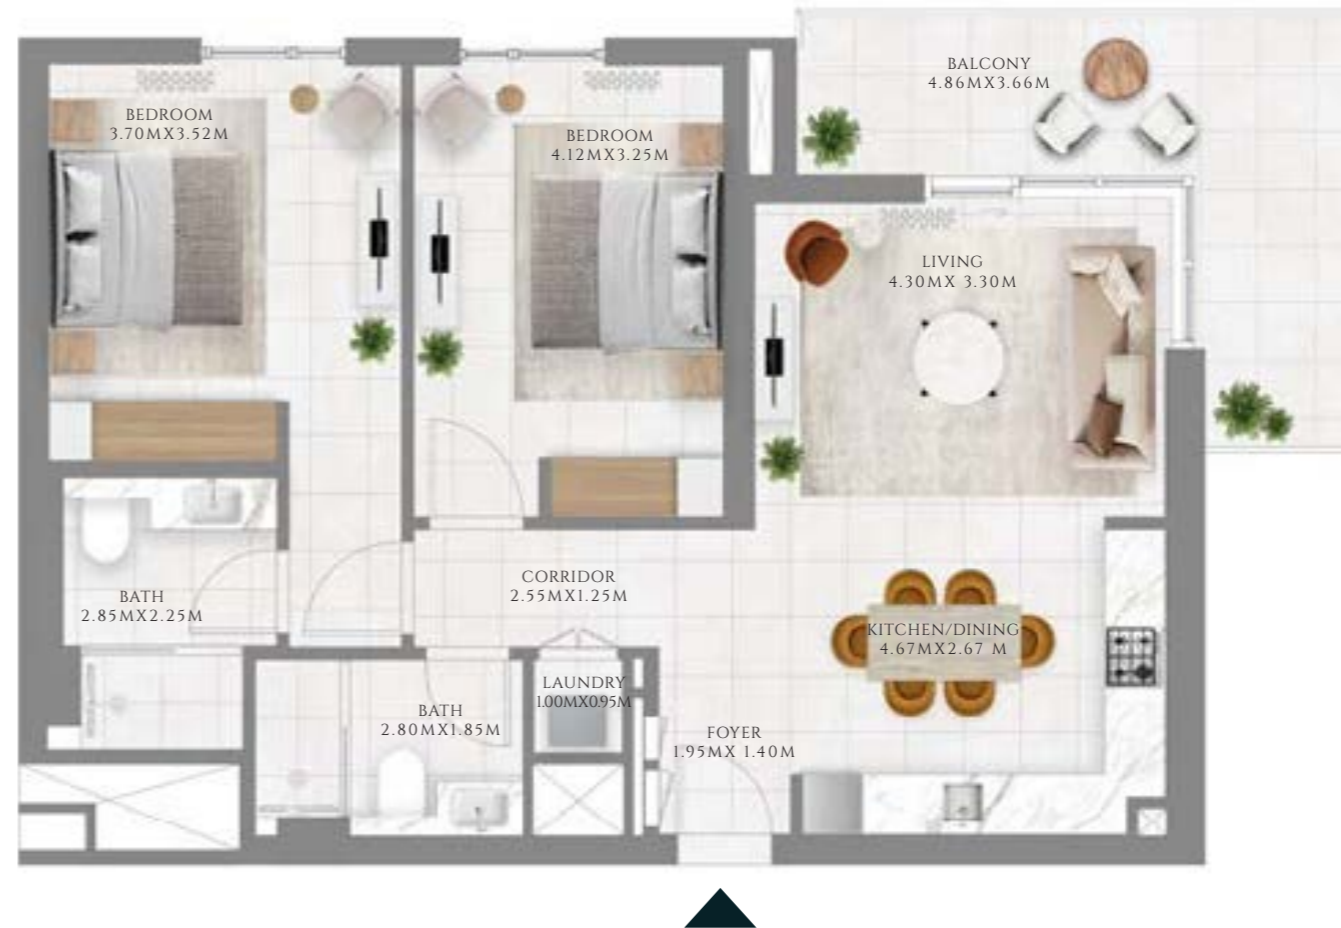 BALCONY
4.86MX3.66M
BEDROOM
3.70MX3.52M
BEDROOM
4.12MX3.25M
LIVING
4.30MX 3.30M
CORRIDOR
2.55MX1.25M
BATH
2.85MX2.25M
KITCHEN/DINING
4.67MX2.67 M
LAUNDRY
1.00MX0.95M
BATH
2.80MX1.85M
FOYER
1.95MX 1.40M